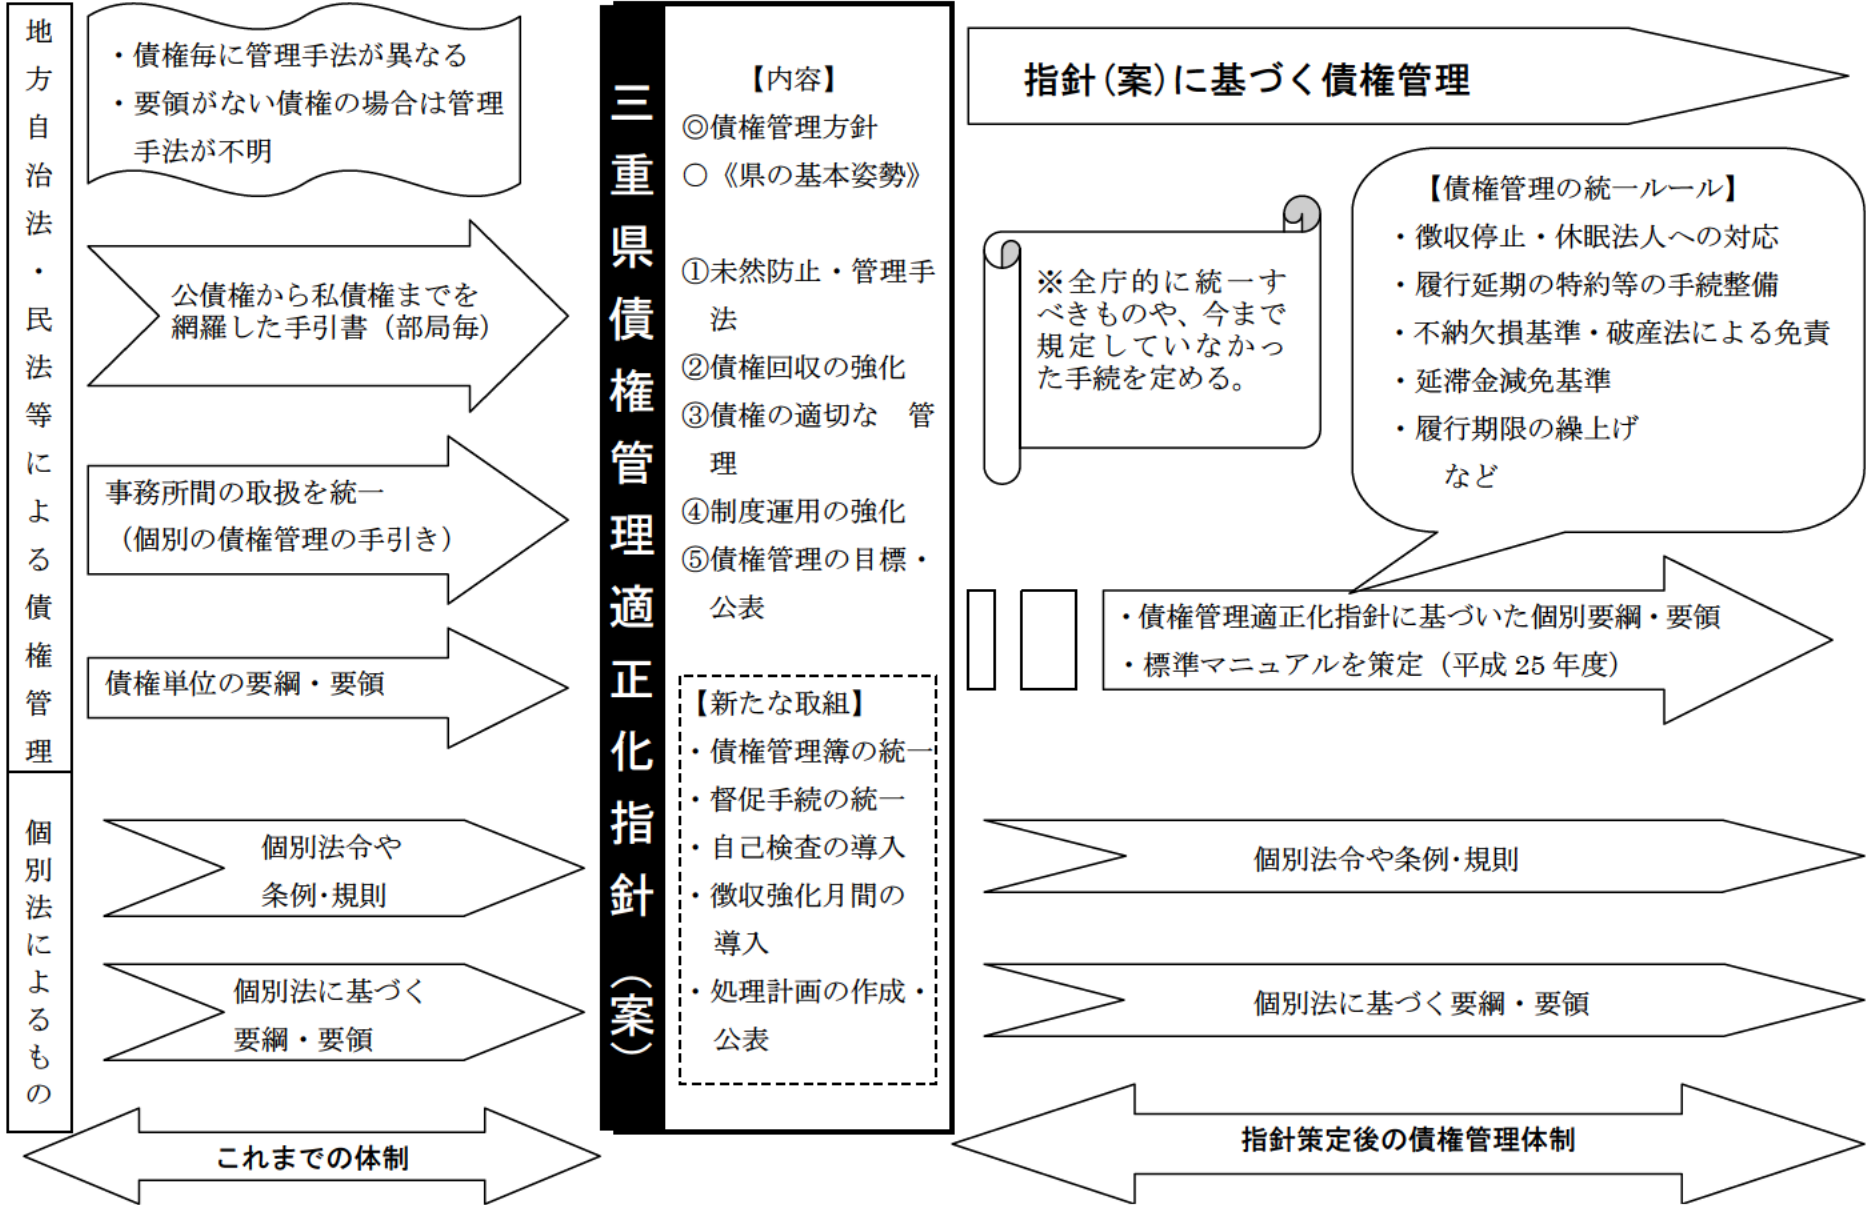 地方自治法・民法等による債権管理
個別法によるもの
・債権毎に管理手法が異なる
・要領がない債権の場合は管理
手法が不明
公債権から私債権までを
網羅した手引書（部局毎）
事務所間の取扱を統一
（個別の債権管理の手引き）
債権単位の要綱・要領
個別法令や
条例・規則
個別法に基づく
要綱・要領
これまでの体制
三重県債権管理適正化指針（案）
【内容】
◎債権管理方針
○《県の基本姿勢》
①未然防止・管理手
法
②債権回収の強化
③債権の適切な　管
理
④制度運用の強化
⑤債権管理の目標・
公表
【新たな取組】
・債権管理簿の統一
・督促手続の統一
・自己検査の導入
・徴収強化月間の
導入
・処理計画の作成・
公表
指針（案）に基づく債権管理
※全庁的に統一す
べきものや、今まで
規定していなかっ
た手続を定める。
【債権管理の統一ルール】
・徴収停止・休眠法人への対応
・履行延期の特約等の手続整備
・不納欠損基準・破産法による免責
・延滞金減免基準
・履行期限の繰上げ
など
・債権管理適正化指針に基づいた個別要綱・要領
・標準マニュアルを策定（平成 25 年度）
個別法令や条例・規則
個別法に基づく要綱・要領
指針策定後の債権管理体制